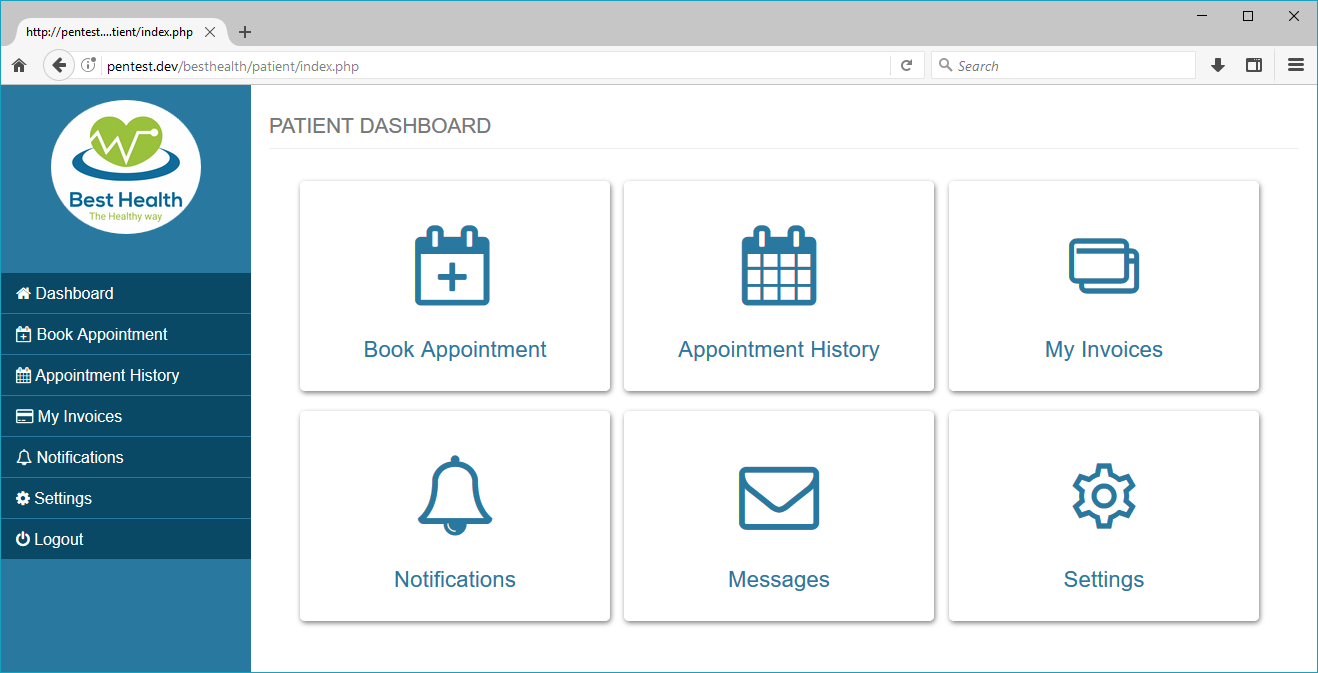 http://pentest....tient/index.php
pentest.dev/besthealth/patient/index.php
Search
Best Health
The Healthy way
Dashboard
Book Appointment
Appointment History
My Invoices
Notifications
Settings
Logout
PATIENT DASHBOARD
Book Appointment
Appointment History
My Invoices
Notifications
Messages
Settings